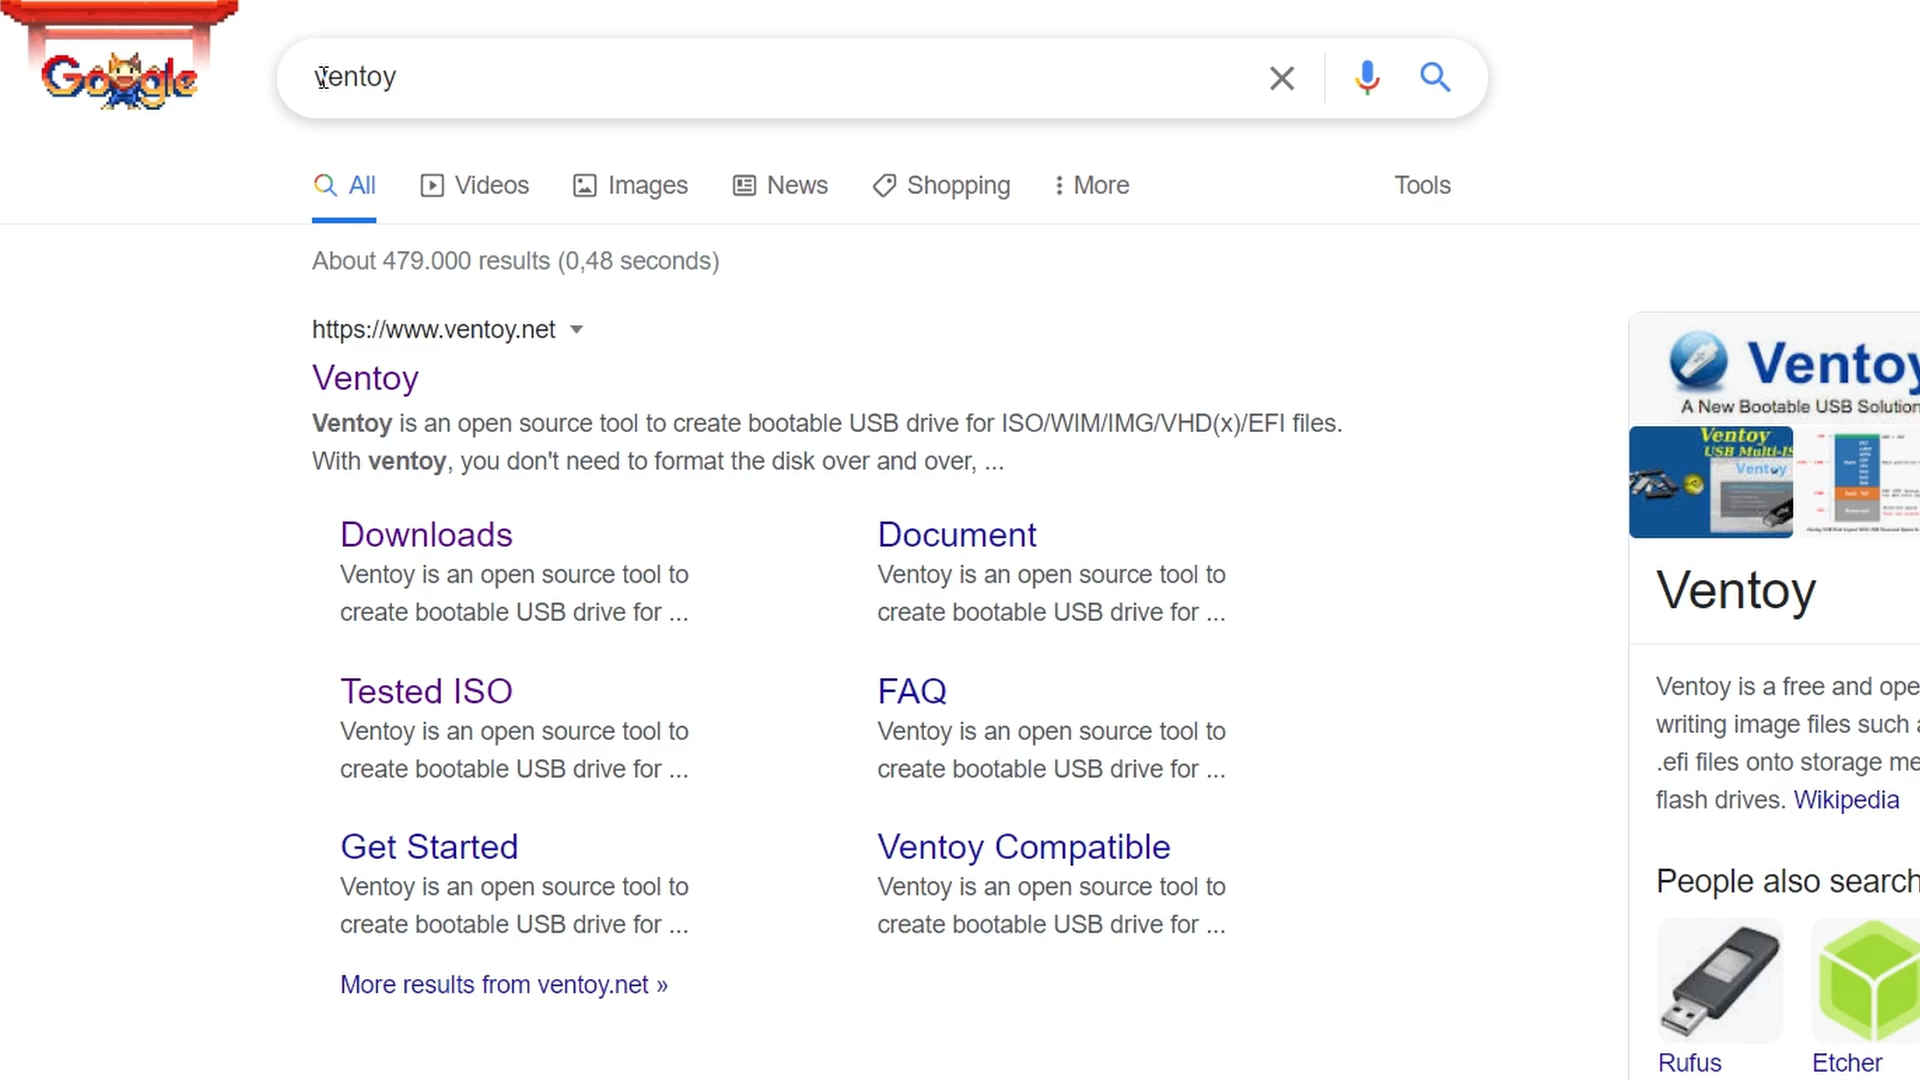 Google
ventoy
All
Videos
Images
News
Shopping
More
Tools
About 479.000 results (0,48 seconds)
https://www.ventoy.net
Ventoy
Ventoy is an open source tool to create bootable USB drive for ISO/WIM/IMG/VHD(x)/EFI files.
With ventoy, you don't need to format the disk over and over, ...
Downloads
Ventoy is an open source tool to
create bootable USB drive for ...
Document
Ventoy is an open source tool to
create bootable USB drive for ...
Tested ISO
Ventoy is an open source tool to
create bootable USB drive for ...
FAQ
Ventoy is an open source tool to
create bootable USB drive for ...
Get Started
Ventoy is an open source tool to
create bootable USB drive for ...
Ventoy Compatible
Ventoy is an open source tool to
create bootable USB drive for ...
More results from ventoy.net »
Ventoy
A New Bootable USB Solution
Ventoy
USB Multi-IS
Ventoy
Ventoy
Ventoy is a free and ope
writing image files such a
.efi files onto storage me
flash drives. Wikipedia
People also search
Rufus
Etcher